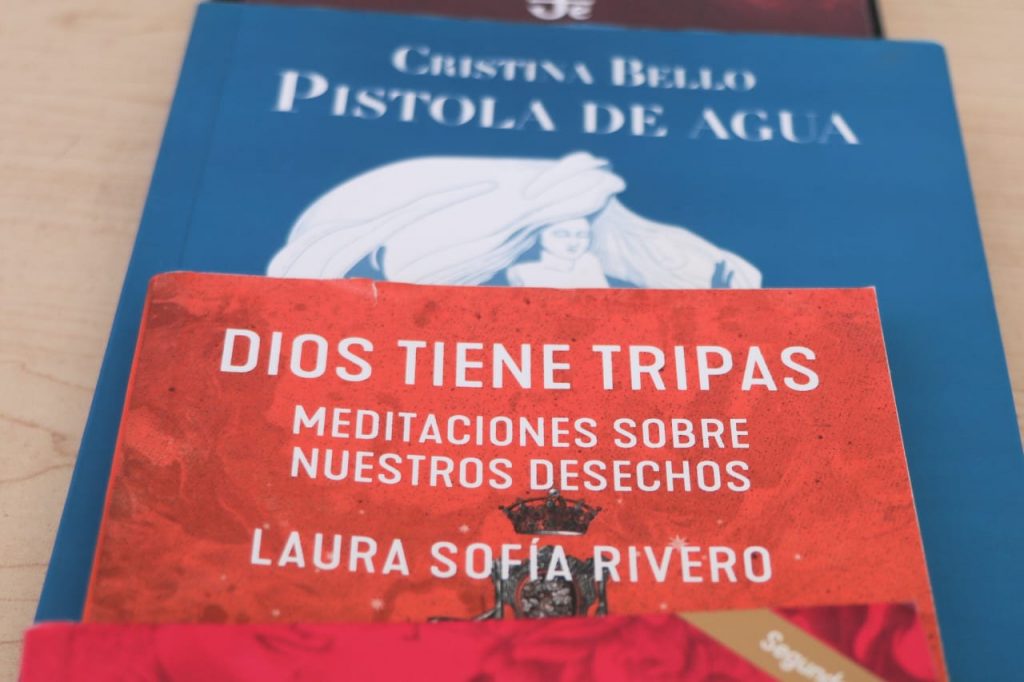 CRISTINA BELLO
PISTOLA DE AGUA
DIOS TIENE TRIPAS
MEDITACIONES SOBRE
NUESTROS DESECHOS
LAURA SOFÍA RIVERO